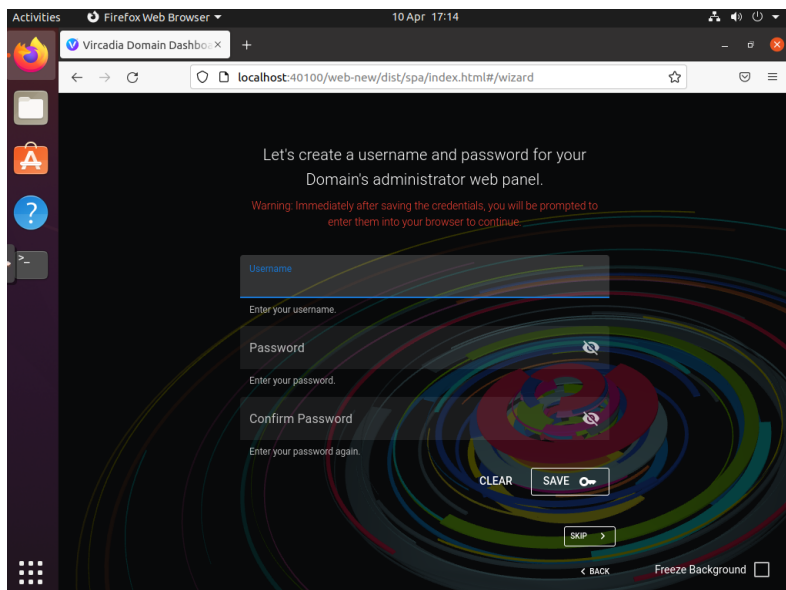 Activities
Firefox Web Browser
10 Apr 17:14
Vircadia Domain Dashboa
localhost:40100/web-new/dist/spa/index.html#/wizard
Let's create a username and password for your
Domain's administrator web panel.
Warning: Immediately after saving the credentials, you will be prompted to
enter them into your browser to continue.
Username
Enter your username.
Password
Enter your password.
Confirm Password
Enter your password again.
CLEAR
SAVE
SKIP
BACK
Freeze Background